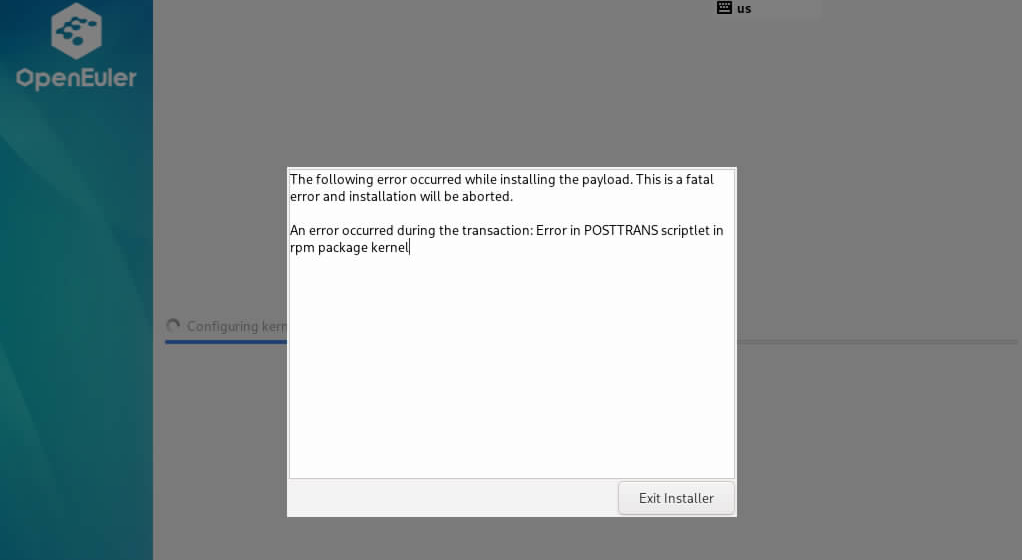 us
OpenEuler
The following error occurred while installing the payload. This is a fatal
error and installation will be aborted.
An error occurred during the transaction: Error in POSTTRANS scriptlet in
rpm package kernel
Configuring kern
Exit Installer